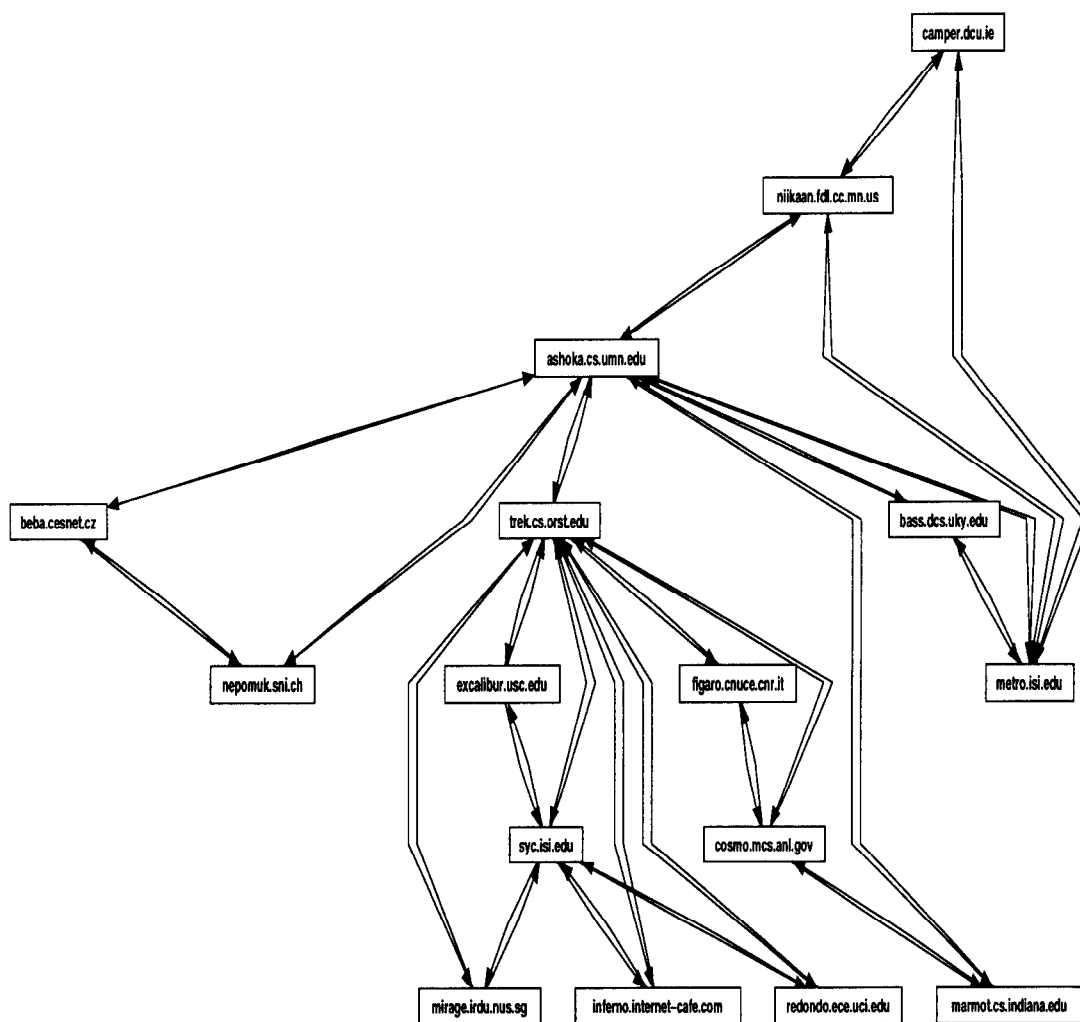 camper.dcu.ie
niikaan.fdl.cc.mn.us
ashoka.cs.umn.edu
beba.cesnet.cz
trek.cs.orst.edu
bass.dcs.uky.edu
nepomuk.sni.ch
excalibur.usc.edu
figaro.cnuce.cnr.it
metro.isi.edu
syc.isi.edu
cosmo.mcs.anl.gov
mirage.irdu.nus.sg
inferno.internet-cafe.com
redondo.ece.uci.edu
marmot.cs.indiana.edu